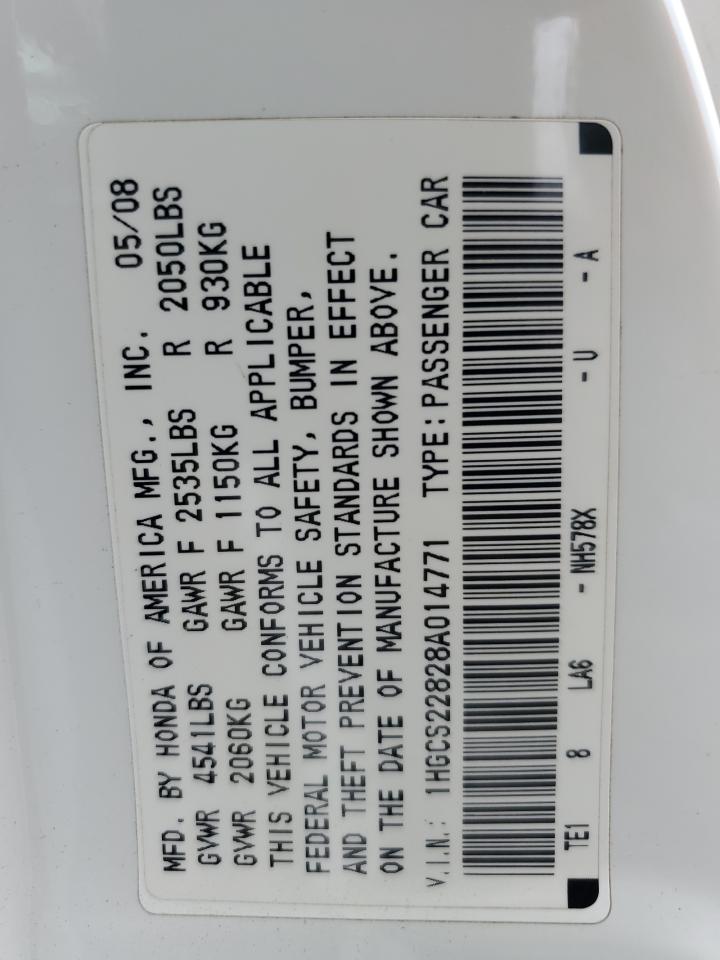 MFD. BY HONDA OF AMERICA MFG., INC. 05/08
GVWR 4541LBS GAWR F 2535LBS R 2050LBS
GVWR 2060KG GAWR F 1150KG R 930KG
THIS VEHICLE CONFORMS TO ALL APPLICABLE
FEDERAL MOTOR VEHICLE SAFETY, BUMPER,
AND THEFT PREVENTION STANDARDS IN EFFECT
ON THE DATE OF MANUFACTURE SHOWN ABOVE.
V.I.N.: 1HGCS22828A014771 TYPE:PASSENGER CAR
TE1 8 LA6 - NH578X - U - A